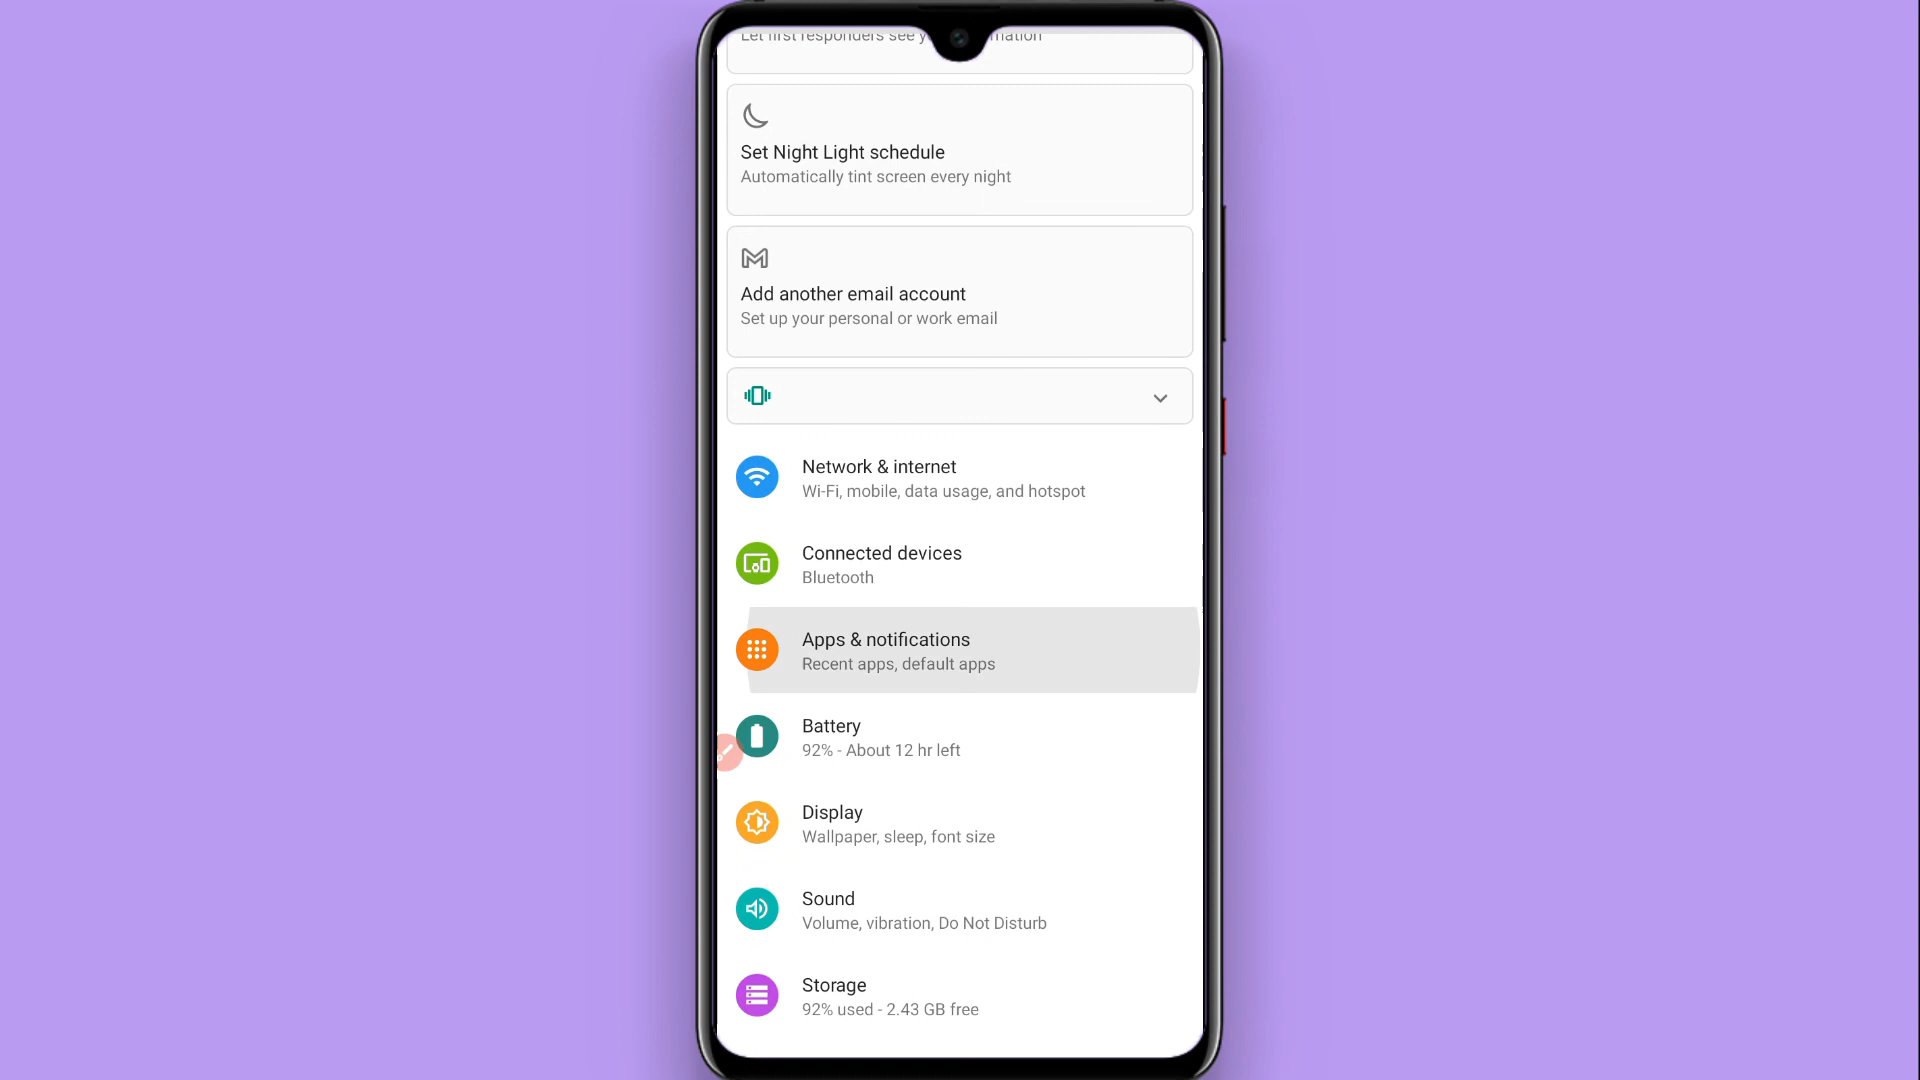 Let first responders see y mation
Set Night Light schedule
Automatically tint screen every night
Add another email account
Set up your personal or work email
Network & internet
Wi-Fi, mobile, data usage, and hotspot
Connected devices
Bluetooth
Apps & notifications
Recent apps, default apps
Battery
92% - About 12 hr left
Display
Wallpaper, sleep, font size
Sound
Volume, vibration, Do Not Disturb
Storage
92% used - 2.43 GB free